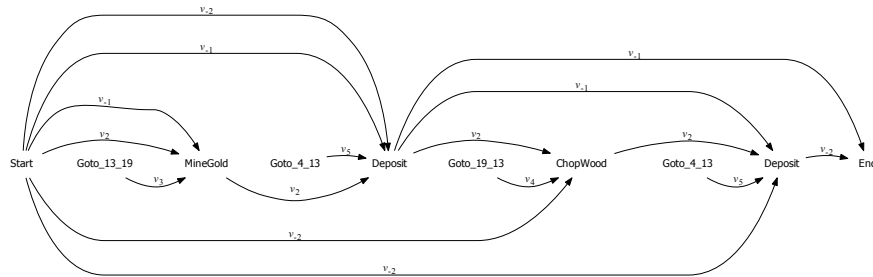 v-2
v-1
v-1
v-1
v-1
v2 v5 v2 v2
Start Goto_13_19 MineGold Goto_4_13 Deposit Goto_19_13 ChopWood Goto_4_13 Deposit v-2 End
v3 v2 v4 v5
v-2
v-2